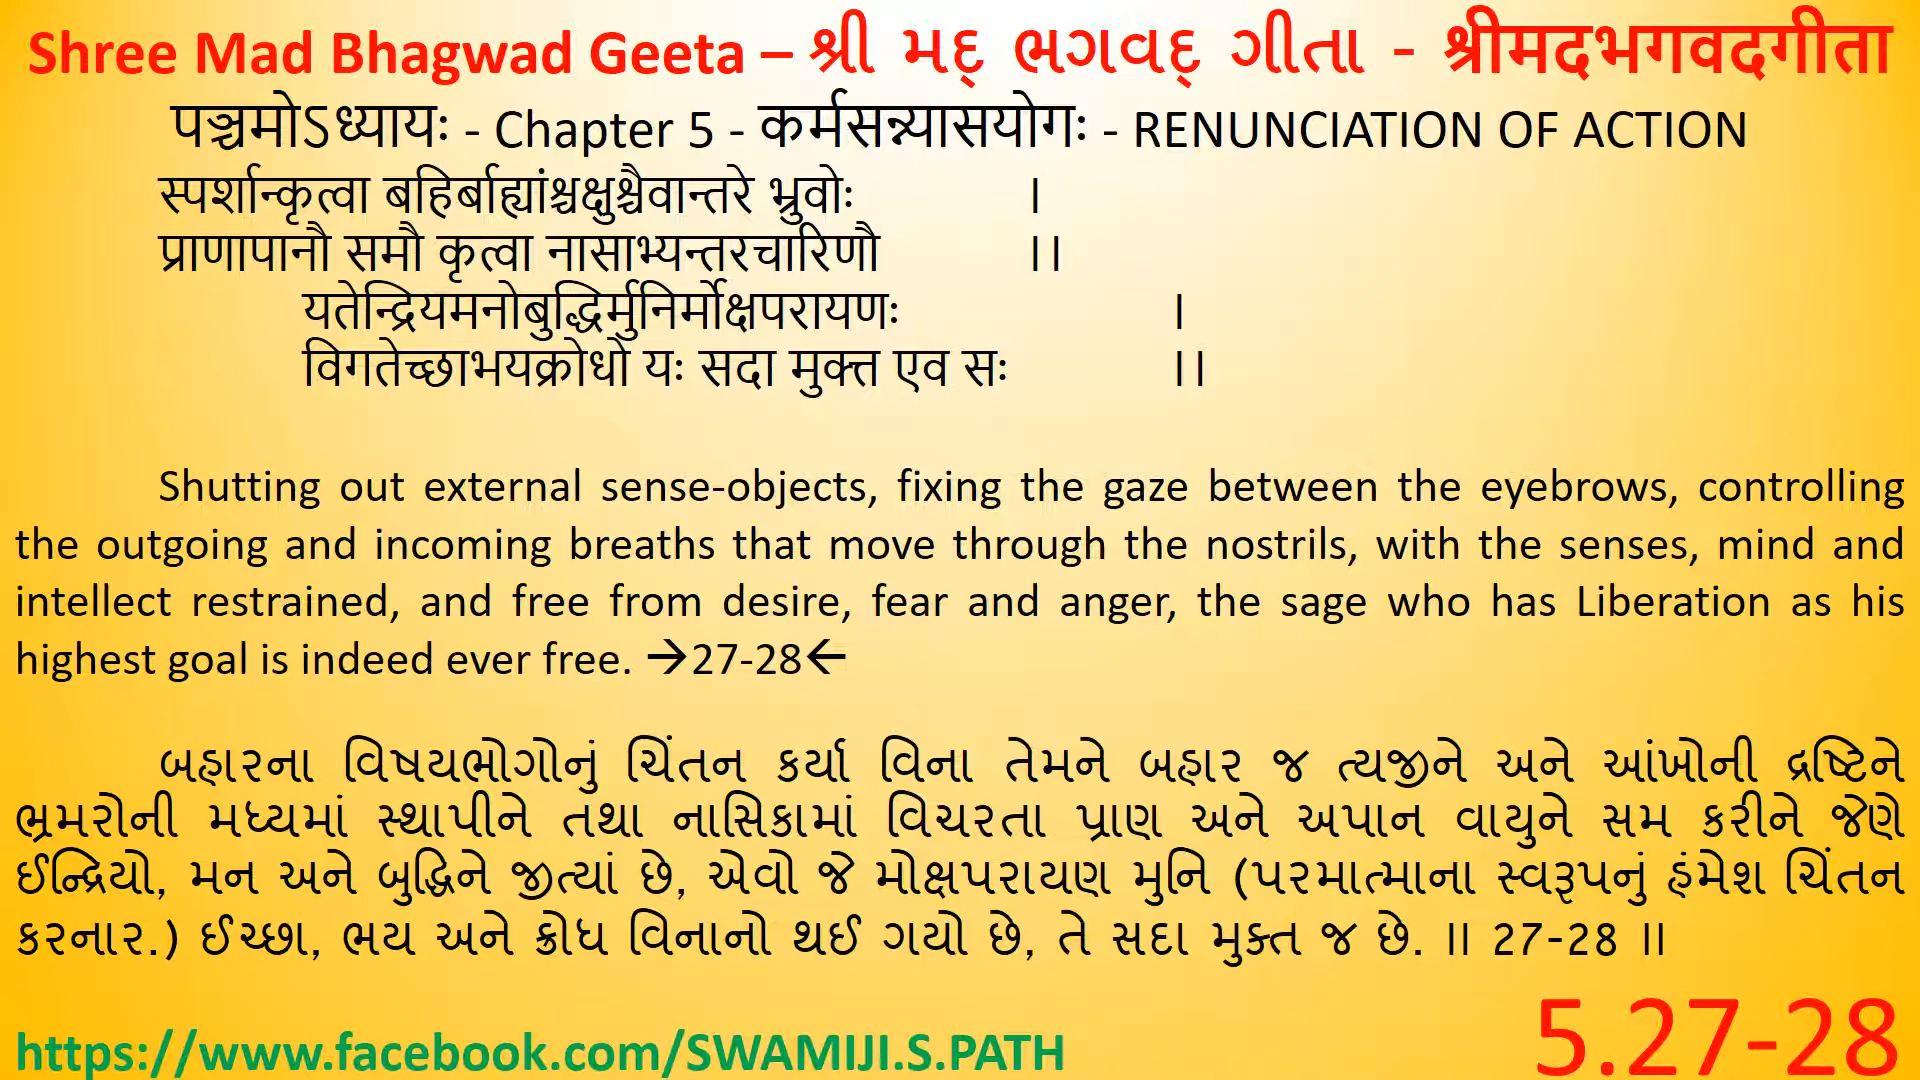 Shree Mad Bhagwad Geeta – શ્રી મદ્ ભગવદ્ ગીતા - श्रीमदभगवदगीता
पञ्चमोऽध्यायः - Chapter 5 - कर्मसन्न्यासयोगः - RENUNCIATION OF ACTION
स्पर्शान्कृत्वा बहिर्बाह्यांश्चक्षुश्चैवान्तरे भ्रुवोः ।
प्राणापानौ समौ कृत्वा नासाभ्यन्तरचारिणौ ।।
यतेन्द्रियमनोबुद्धिर्मुनिर्मोक्षपरायणः ।
विगतेच्छाभयक्रोधो यः सदा मुक्त एव सः ।।
Shutting out external sense-objects, fixing the gaze between the eyebrows, controlling
the outgoing and incoming breaths that move through the nostrils, with the senses, mind and
intellect restrained, and free from desire, fear and anger, the sage who has Liberation as his
highest goal is indeed ever free. →27-28←
બહારના વિષયભોગોનું ચિંતન કર્યા વિના તેમને બહાર જ ત્યજીને અને આંખોની દ્રષ્ટિને
ભ્રમરોની મધ્યમાં સ્થાપીને તથા નાસિકામાં વિચરતા પ્રાણ અને અપાન વાયુને સમ કરીને જેણે
ઈન્દ્રિયો, મન અને બુદ્ધિને જીત્યાં છે, એવો જે મોક્ષપરાયણ મુનિ (પરમાત્માના સ્વરૂપનું હંમેશ ચિંતન
કરનાર.) ઈચ્છા, ભય અને ક્રોધ વિનાનો થઈ ગયો છે, તે સદા મુક્ત જ છે. ॥ 27-28 ॥
https://www.facebook.com/SWAMIJI.S.PATH
5.27-28